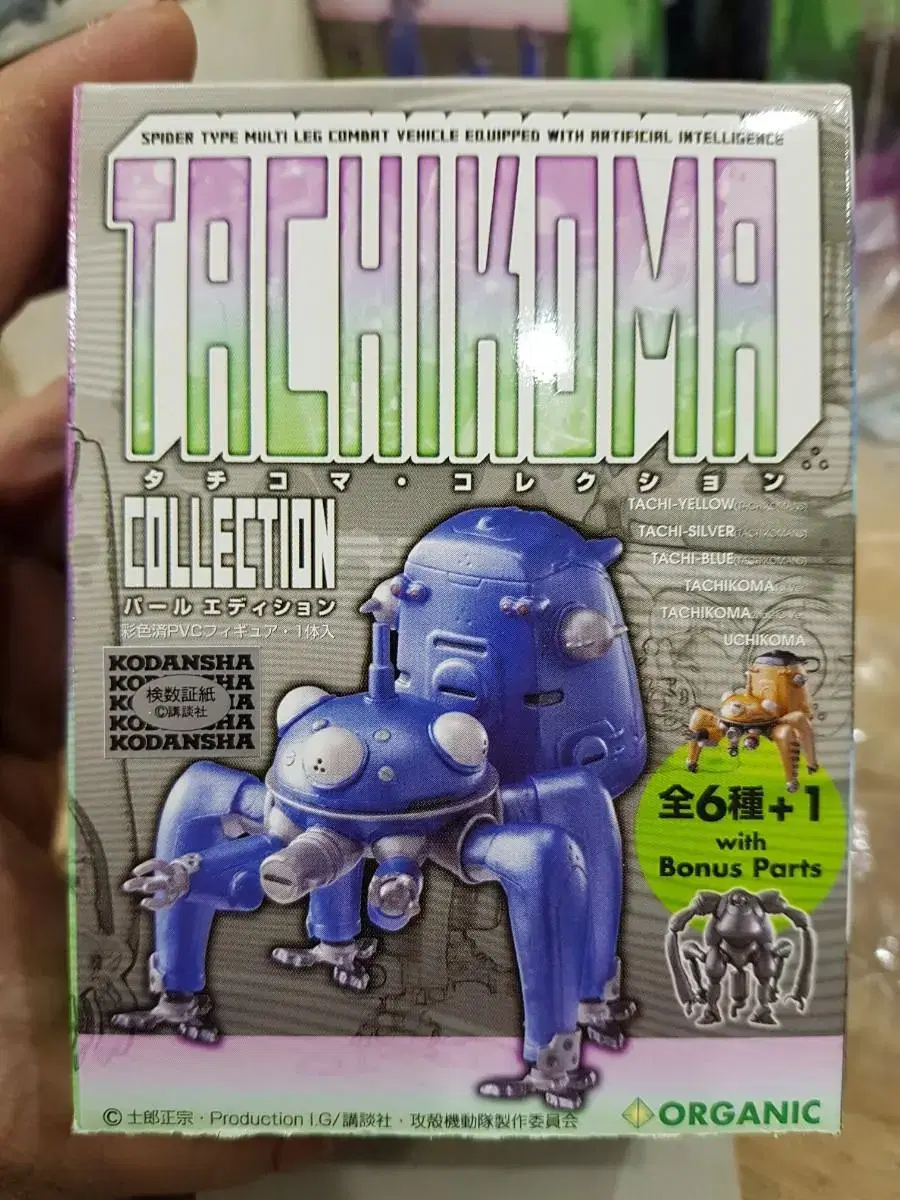 SPIDER TYPE MULTI LEG COMBAT VEHICLE EQUIPPED WITH ARTIFICIAL INTELLIGENCE
TACHIKOMA
タチコマ・コレクション
COLLECTION
パール エディション
彩色済PVCフィギュア・1体入
TACHI-YELLOW
TACHI-SILVER
TACHI-BLUE
TACHIKOMA
TACHIKOMA
UCHIKOMA
KODANSHA
検数証紙
©講談社
KODANSHA
KODANSHA
全6種+1
with
Bonus Parts
© 士郎正宗・Production I.G/講談社・攻殻機動隊製作委員会
ORGANIC